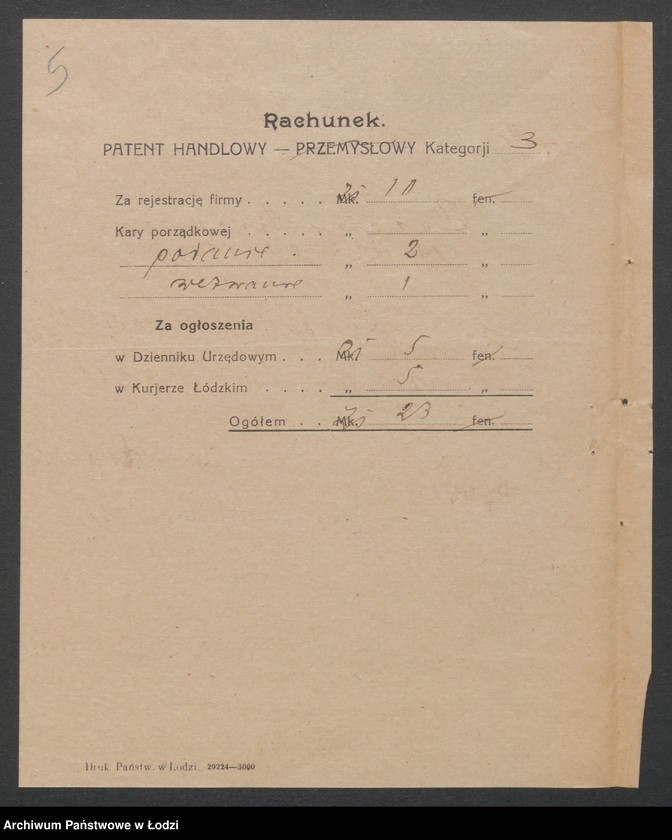 5
Rachunek.
PATENT HANDLOWY — PRZEMYSŁOWY Kategorji 3
Za rejestrację firmy . . . . . Mk. Zł 10 fen.
Kary porządkowej . . . . . „ „
podanie . „ 2 „
wezwanie „ 1 „
Za ogłoszenia
w Dzienniku Urzędowym . . . Mk. Zł 5 fen.
w Kurjerze Łódzkim . . . . „ 5 „
Ogółem . . Mk. Zł 23 fen.
Druk. Państw. w Łodzi. 29224—3000
Archiwum Państwowe w Łodzi